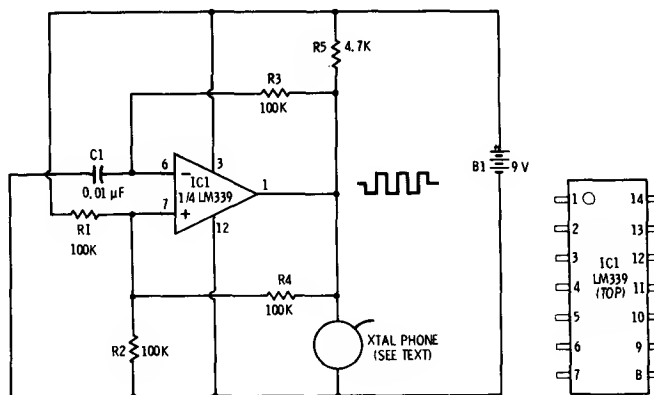 R5 4.7K
R3
100K
C1
0.01 µF
6
−
3
IC1
1/4 LM339
1
7
+
12
R1
100K
R4
100K
R2
100K
XTAL PHONE
(SEE TEXT)
B1
9 V
+
1
2
3
4
5
6
7
IC1
LM339
(TOP)
14
13
12
11
10
9
8